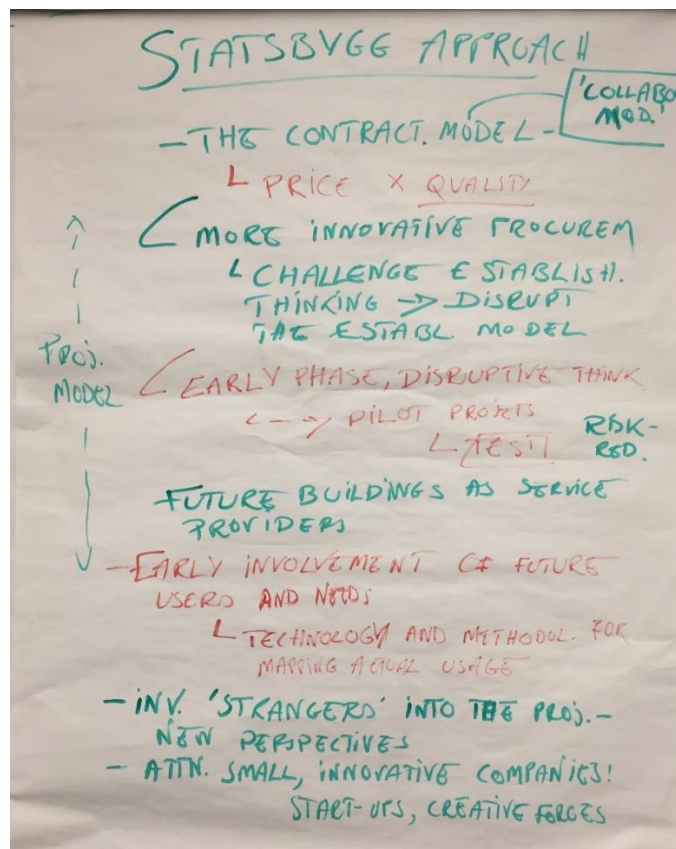 STATSBYGG APPROACH
'COLLABO
MOD.'
- THE CONTRACT. MODEL -
PRICE X QUALITY
MORE INNOVATIVE PROCUREM
CHALLENGE ESTABLISH.
THINKING -> DISRUPT
THE ESTABL. MODEL
PROJ.
MODEL
EARLY PHASE, DISRUPTIVE THINK
<--> PILOT PROJETS
TEST!
RISK-
RED.
FUTURE BUILDINGS AS SERVICE
PROVIDERS
- EARLY INVOLVEMENT OF FUTURE
USERS AND NEEDS
TECHNOLOGY AND METHODOL. FOR
MAPPING ACTUAL USAGE
- INV. 'STRANGERS' INTO THE PROJ. -
NEW PERSPECTIVES
- ATTN. SMALL, INNOVATIVE COMPANIES!
START-UPS, CREATIVE FORCES